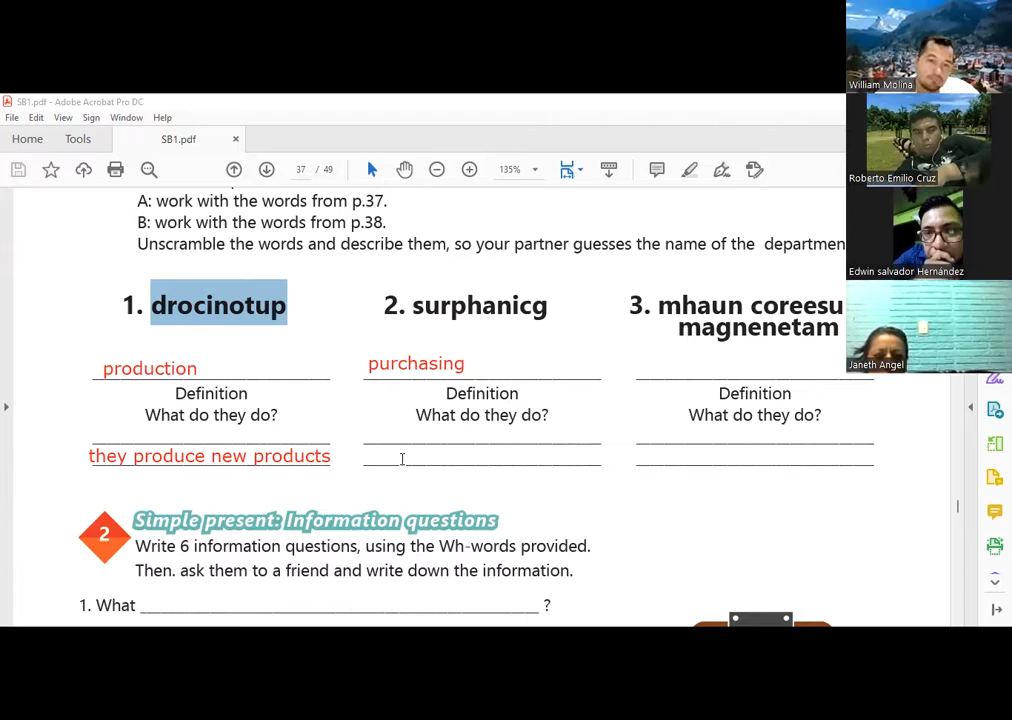 William Molina
SB1.pdf - Adobe Acrobat Pro DC
File Edit View Sign Window Help
Home Tools SB1.pdf ×
37 / 49 135%
Roberto Emilio Cruz
A: work with the words from p.37.
B: work with the words from p.38.
Unscramble the words and describe them, so your partner guesses the name of the departmen
Edwin salvador Hernández
1. drocinotup 2. surphanicg 3. mhaun coreesu
magnenetam
Janeth Angel
production purchasing
Definition Definition Definition
What do they do? What do they do? What do they do?
they produce new products
2 Simple present: Information questions
Write 6 information questions, using the Wh-words provided.
Then. ask them to a friend and write down the information.
1. What ?